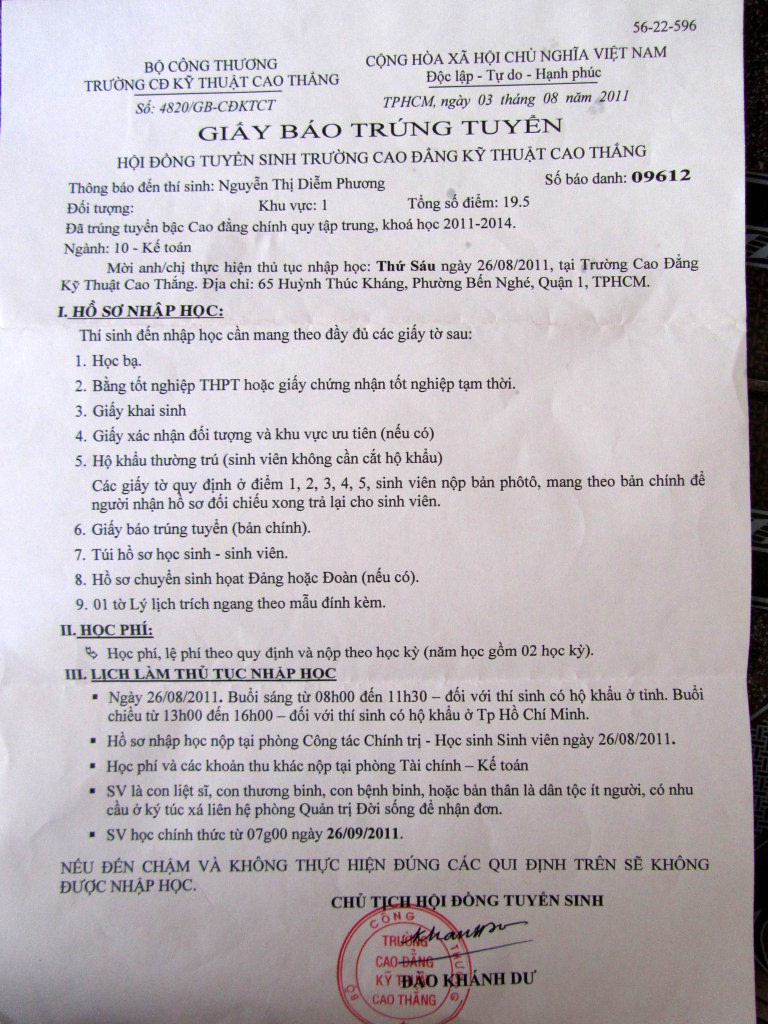 56-22-596
BỘ CÔNG THƯƠNG
TRƯỜNG CĐ KỸ THUẬT CAO THẮNG
Số: 4820/GB-CĐKTCT
CỘNG HÒA XÃ HỘI CHỦ NGHĨA VIỆT NAM
Độc lập - Tự do - Hạnh phúc
TPHCM, ngày 03 tháng 08 năm 2011
GIẤY BÁO TRÚNG TUYỂN
HỘI ĐỒNG TUYỂN SINH TRƯỜNG CAO ĐẲNG KỸ THUẬT CAO THẮNG
Thông báo đến thí sinh: Nguyễn Thị Diễm Phương Số báo danh: 09612
Đối tượng: Khu vực: 1 Tổng số điểm: 19.5
Đã trúng tuyển bậc Cao đẳng chính quy tập trung, khoá học 2011-2014.
Ngành: 10 - Kế toán
Mời anh/chị thực hiện thủ tục nhập học: Thứ Sáu ngày 26/08/2011, tại Trường Cao Đẳng
Kỹ Thuật Cao Thắng. Địa chỉ: 65 Huỳnh Thúc Kháng, Phường Bến Nghé, Quận 1, TPHCM.
I. HỒ SƠ NHẬP HỌC:
Thí sinh đến nhập học cần mang theo đầy đủ các giấy tờ sau:
1. Học bạ.
2. Bằng tốt nghiệp THPT hoặc giấy chứng nhận tốt nghiệp tạm thời.
3. Giấy khai sinh
4. Giấy xác nhận đối tượng và khu vực ưu tiên (nếu có)
5. Hộ khẩu thường trú (sinh viên không cần cắt hộ khẩu)
Các giấy tờ quy định ở điểm 1, 2, 3, 4, 5, sinh viên nộp bản phôtô, mang theo bản chính để
người nhận hồ sơ đối chiếu xong trả lại cho sinh viên.
6. Giấy báo trúng tuyển (bản chính).
7. Túi hồ sơ học sinh - sinh viên.
8. Hồ sơ chuyển sinh họat Đảng hoặc Đoàn (nếu có).
9. 01 tờ Lý lịch trích ngang theo mẫu đính kèm.
II. HỌC PHÍ:
Học phí, lệ phí theo quy định và nộp theo học kỳ (năm học gồm 02 học kỳ).
III. LỊCH LÀM THỦ TỤC NHẬP HỌC
▪ Ngày 26/08/2011. Buổi sáng từ 08h00 đến 11h30 – đối với thí sinh có hộ khẩu ở tỉnh. Buổi
chiều từ 13h00 đến 16h00 – đối với thí sinh có hộ khẩu ở Tp Hồ Chí Minh.
▪ Hồ sơ nhập học nộp tại phòng Công tác Chính trị - Học sinh Sinh viên ngày 26/08/2011.
▪ Học phí và các khoản thu khác nộp tại phòng Tài chính – Kế toán
▪ SV là con liệt sĩ, con thương binh, con bệnh binh, hoặc bản thân là dân tộc ít người, có nhu
cầu ở ký túc xá liên hệ phòng Quản trị Đời sống để nhận đơn.
▪ SV học chính thức từ 07g00 ngày 26/09/2011.
NẾU ĐẾN CHẬM VÀ KHÔNG THỰC HIỆN ĐÚNG CÁC QUI ĐỊNH TRÊN SẼ KHÔNG
ĐƯỢC NHẬP HỌC.
CHỦ TỊCH HỘI ĐỒNG TUYỂN SINH
BỘ CÔNG THƯƠNG
TRƯỜNG
CAO ĐẲNG
KỸ THUẬT
CAO THẮNG
ĐÀO KHÁNH DƯ